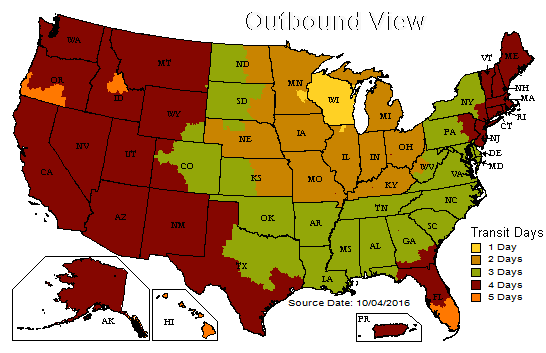 Outbound View
WA
MT
ND
MN
VT
ME
OR
ID
SD
WI
MI
NY
NH
MA
RI
CT
WY
NE
IA
PA
NJ
NV
UT
CO
IL
IN
OH
DE
MD
CA
KS
MO
KY
WV
VA
AZ
NM
OK
AR
TN
NC
SC
TX
LA
MS
AL
GA
FL
Transit Days
1 Day
2 Days
3 Days
4 Days
5 Days
Source Date: 10/04/2016
AK
HI
PR